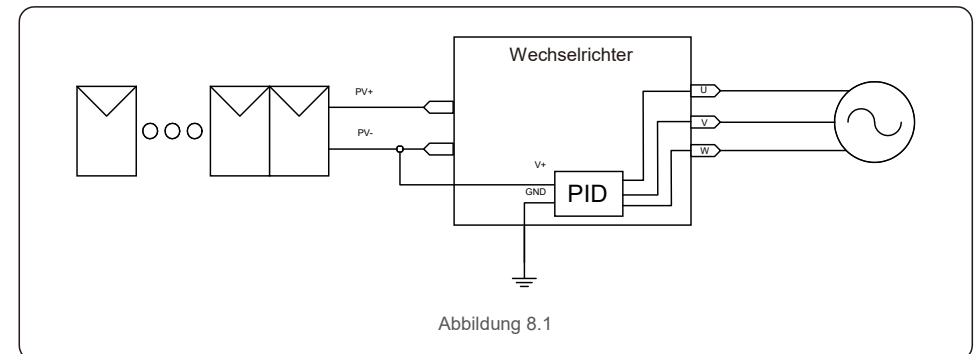 Wechselrichter
PV+
U
PV-
V
W
V+
GND
PID
Abbildung 8.1